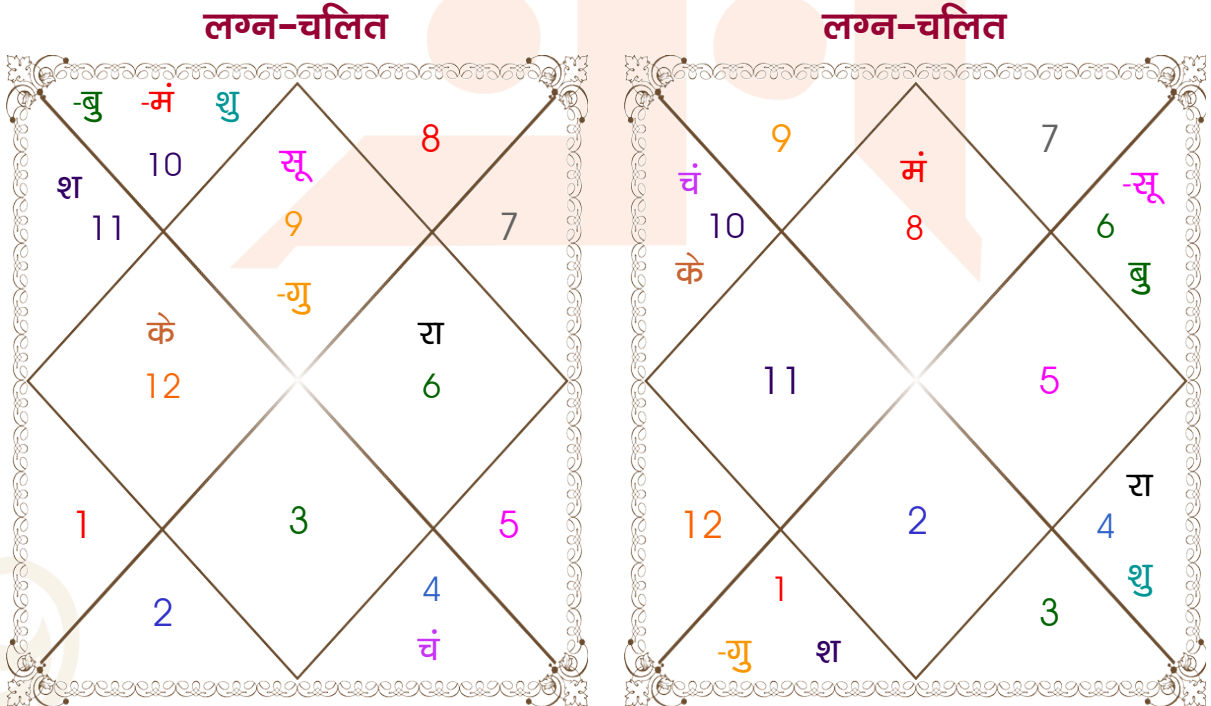 लग्न-चलित
-बु -मं शु
8
10
सू
श
11
9
7
-गु
के
12
रा
6
1
3
5
2
4
चं
लग्न-चलित
9
7
मं
चं
-सू
10
8
6
के
बु
11
5
रा
12
2
4
1
शु
3
-गु श